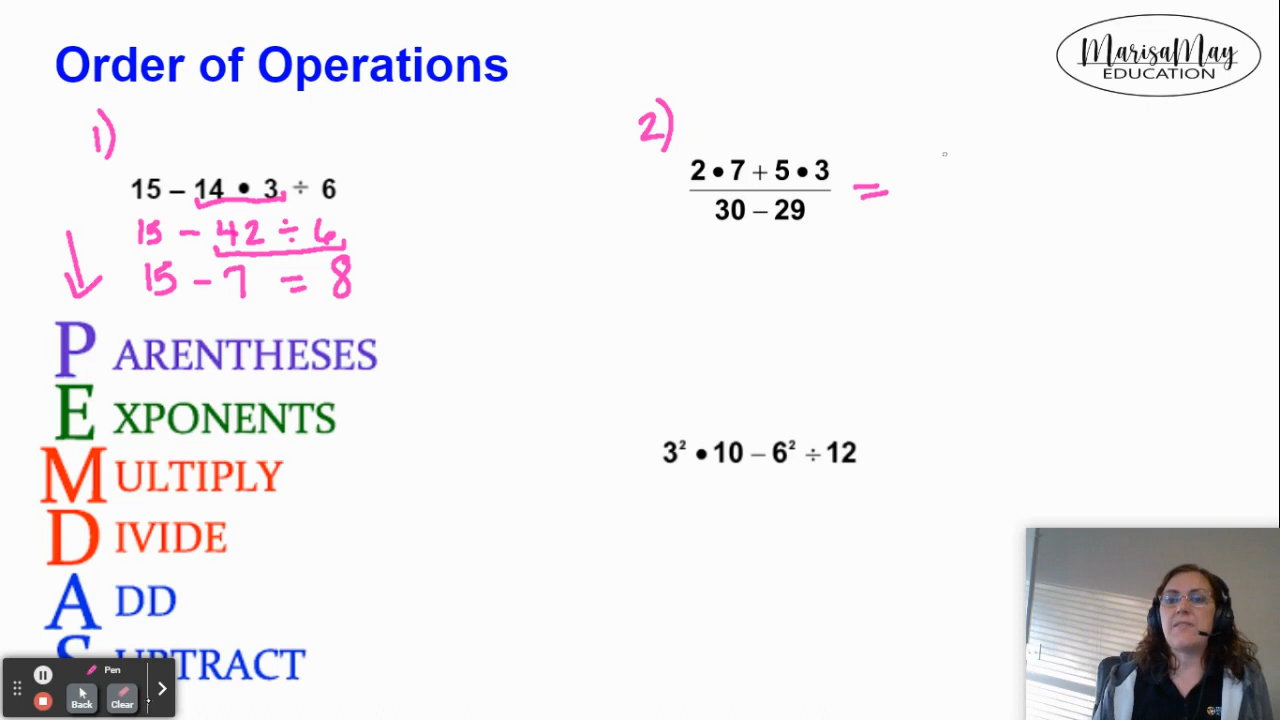 Order of Operations
MarisaMay
EDUCATION
1)
15 – 14 • 3 ÷ 6
15 - 42 ÷ 6
15 - 7 = 8
PARENTHESES
EXPONENTS
MULTIPLY
DIVIDE
ADD
SUBTRACT
2)
2 • 7 + 5 • 3
30 – 29
=
3² • 10 – 6² ÷ 12
Pen
Back
Clear